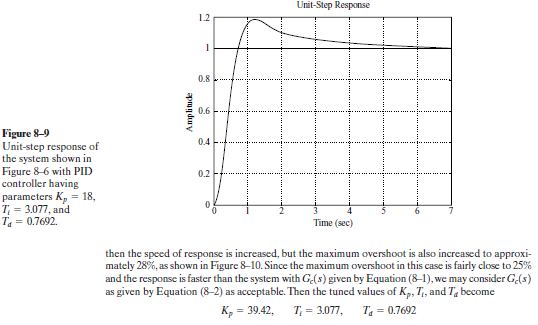 Unit-Step Response
1.2
1
0.8
0.6
0.4
0.2
0
Amplitude
0 1 2 3 4 5 6 7
Time (sec)
Figure 8–9
Unit-step response of
the system shown in
Figure 8–6 with PID
controller having
parameters Kp = 18,
Ti = 3.077, and
Td = 0.7692.
then the speed of response is increased, but the maximum overshoot is also increased to approxi-
mately 28%, as shown in Figure 8–10. Since the maximum overshoot in this case is fairly close to 25%
and the response is faster than the system with Gc(s) given by Equation (8–1), we may consider Gc(s)
as given by Equation (8–2) as acceptable. Then the tuned values of Kp, Ti, and Td become
Kp = 39.42, Ti = 3.077, Td = 0.7692